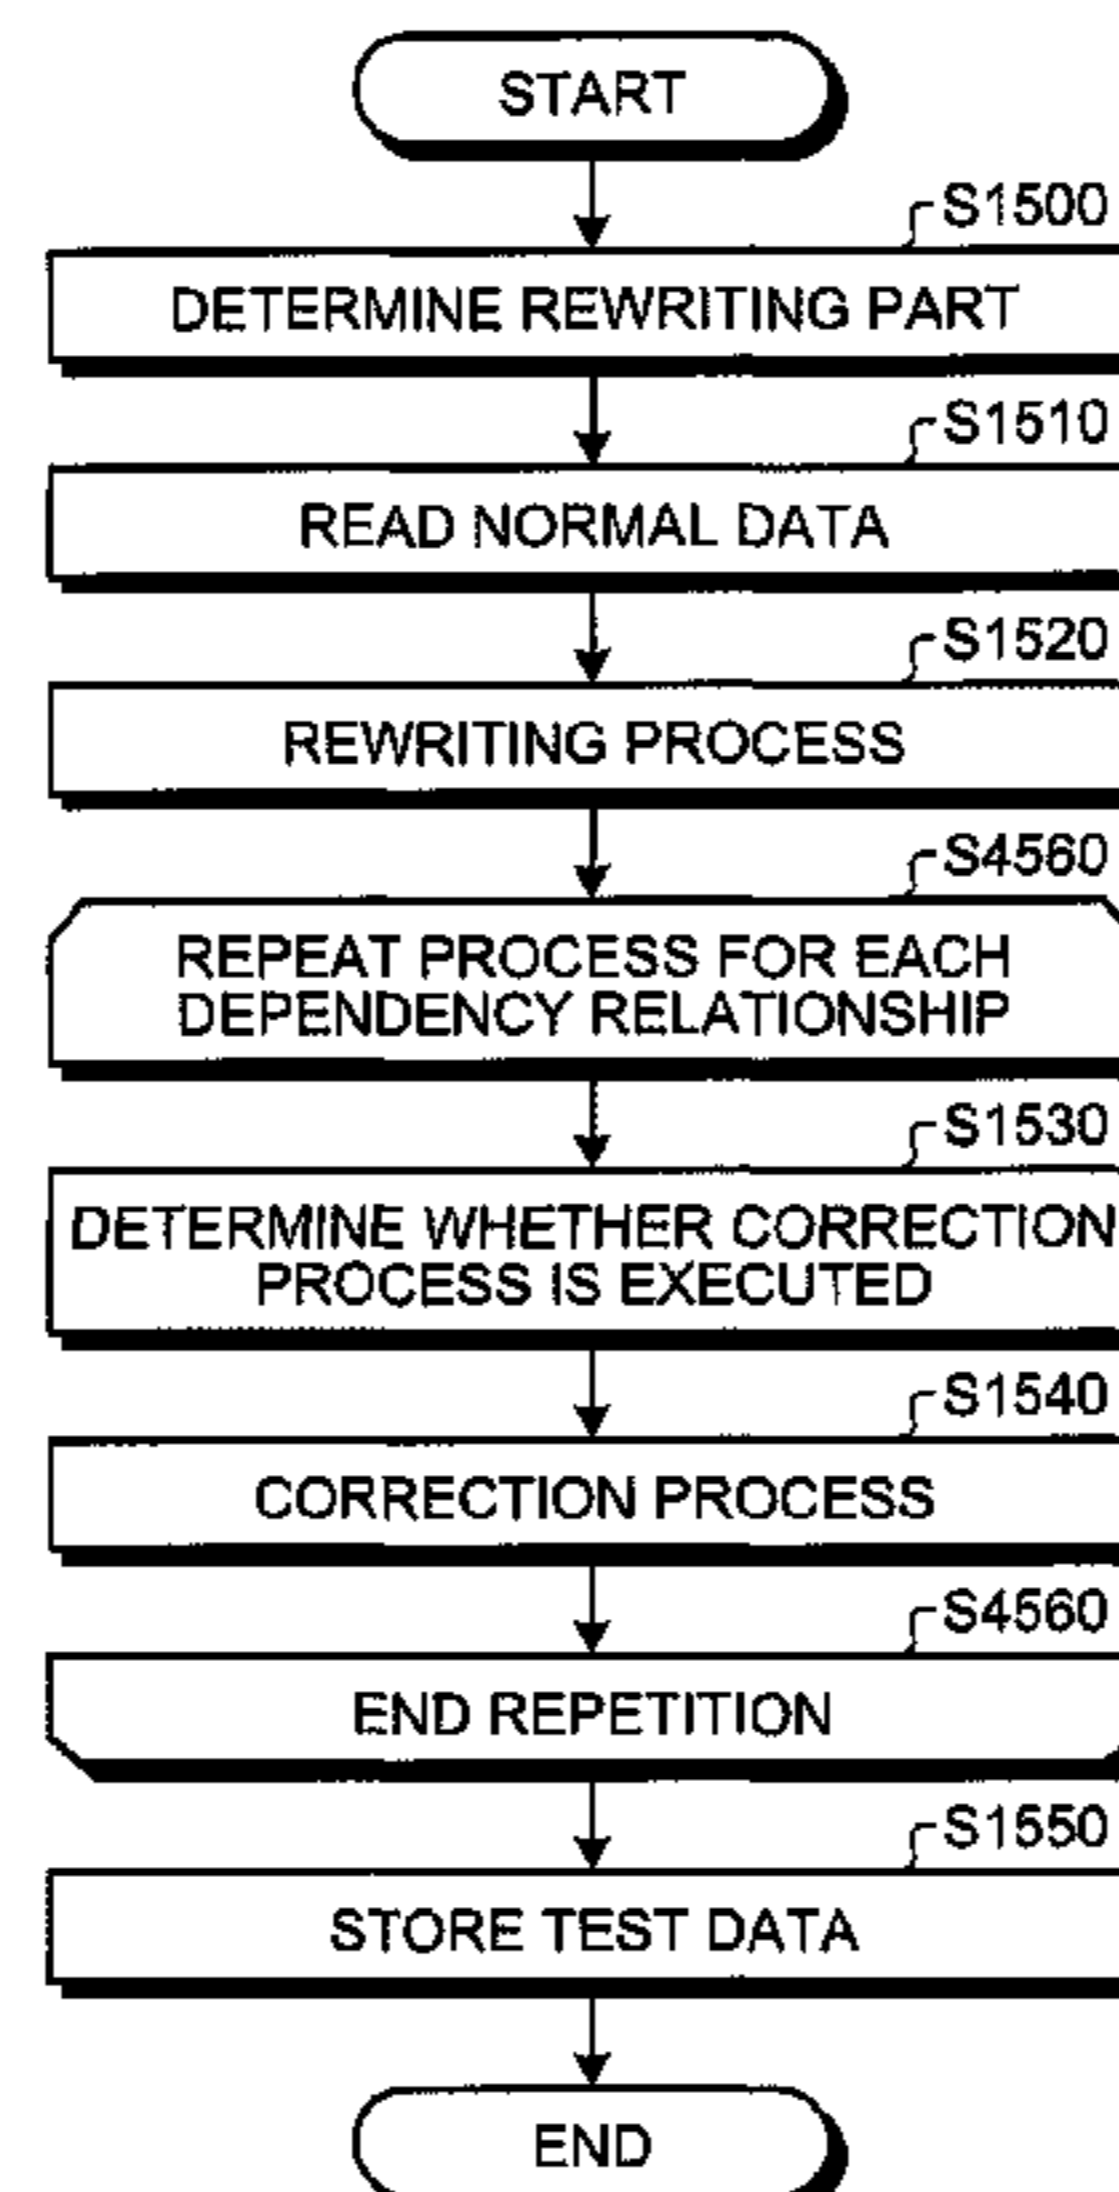 START
S1500
DETERMINE REWRITING PART
S1510
READ NORMAL DATA
S1520
REWRITING PROCESS
S4560
REPEAT PROCESS FOR EACH
DEPENDENCY RELATIONSHIP
S1530
DETERMINE WHETHER CORRECTION
PROCESS IS EXECUTED
S1540
CORRECTION PROCESS
S4560
END REPETITION
S1550
STORE TEST DATA
END